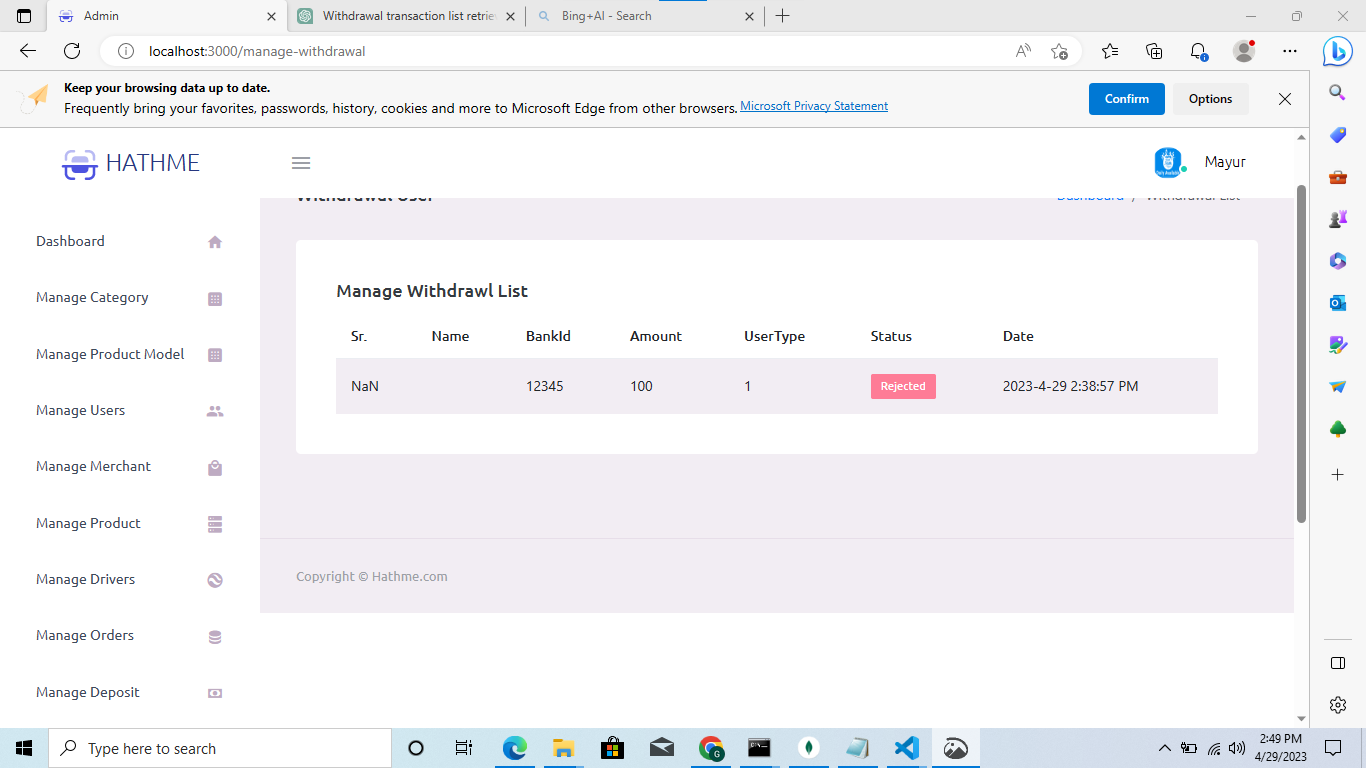 Admin
Withdrawal transaction list retrie
Bing+AI - Search
localhost:3000/manage-withdrawal
Keep your browsing data up to date.
Frequently bring your favorites, passwords, history, cookies and more to Microsoft Edge from other browsers. Microsoft Privacy Statement
Confirm
Options
HATHME
Mayur
Withdrawal User
Dashboard / Withdrawal List
Dashboard
Manage Category
Manage Product Model
Manage Users
Manage Merchant
Manage Product
Manage Drivers
Manage Orders
Manage Deposit
Manage Withdrawl List
Sr. Name BankId Amount UserType Status Date
NaN 12345 100 1 Rejected 2023-4-29 2:38:57 PM
Copyright © Hathme.com
Type here to search
2:49 PM
4/29/2023